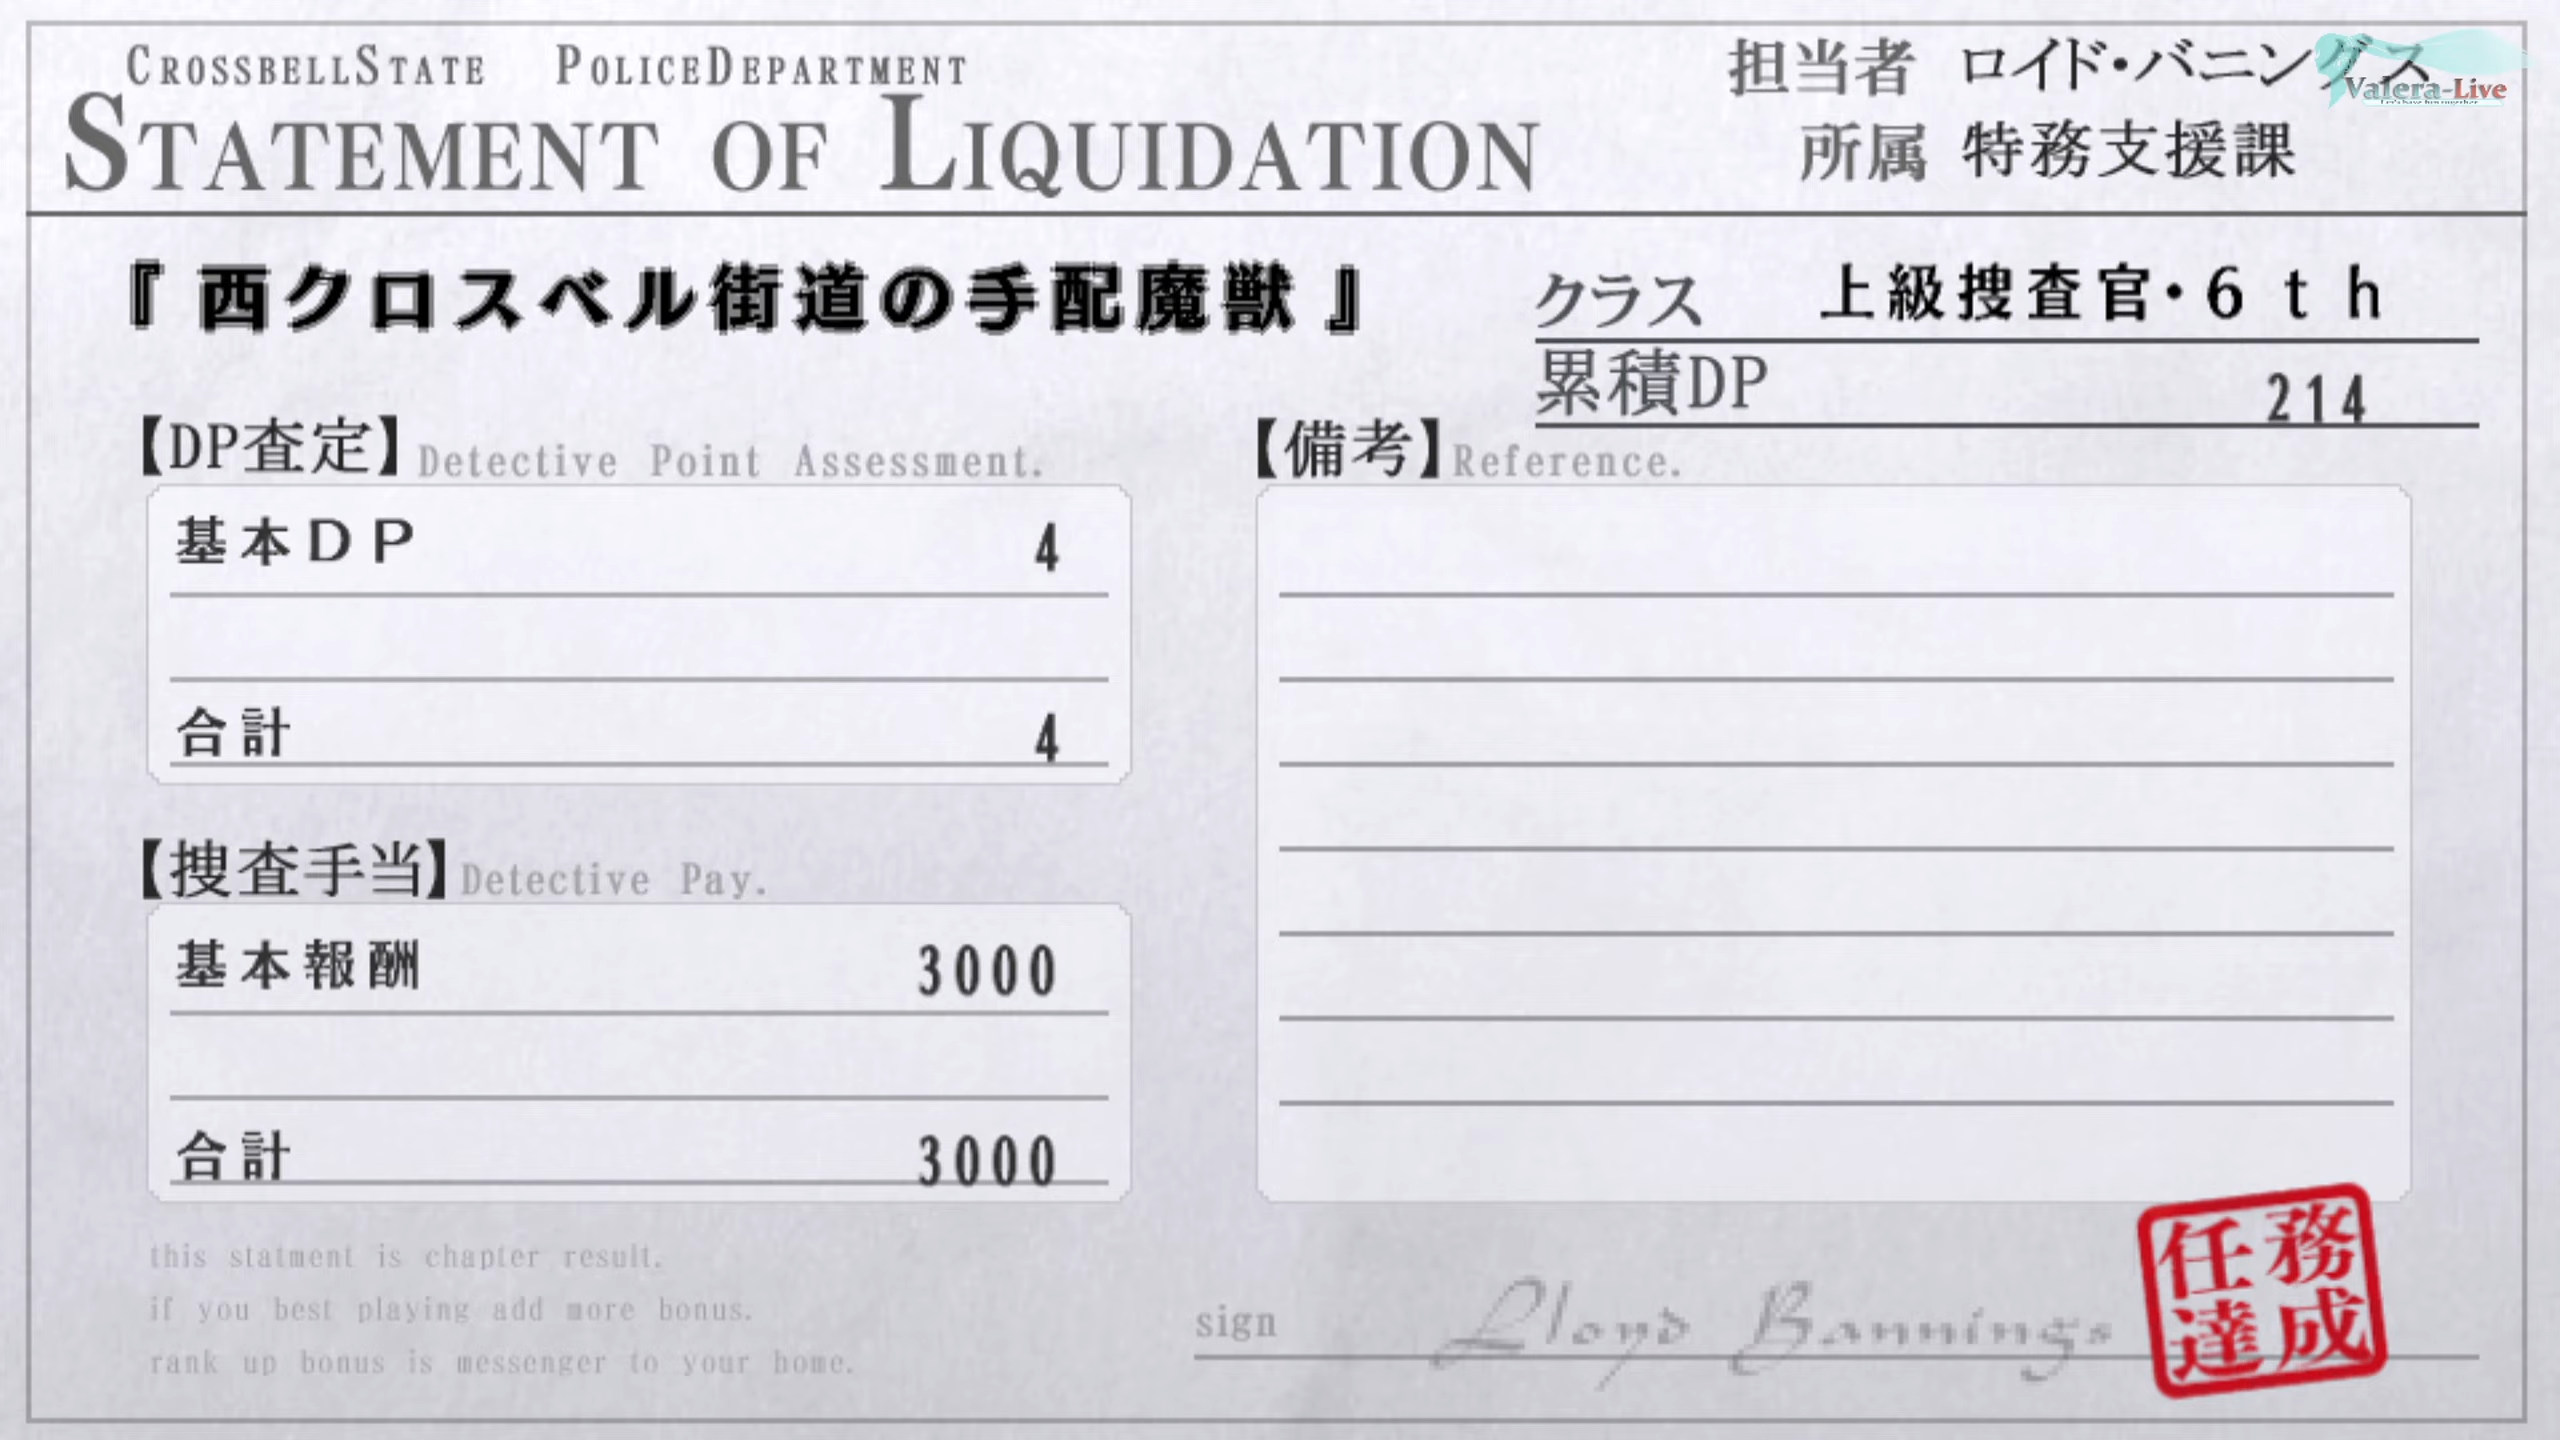 CROSSBELLSTATE POLICEDEPARTMENT
STATEMENT OF LIQUIDATION
担当者 ロイド・バニングス
所属 特務支援課
Valera-Live
『西クロスベル街道の手配魔獣』
クラス 上級捜査官・6th
累積DP 214
【DP査定】Detective Point Assessment.
基本DP 4
合計 4
【捜査手当】Detective Pay.
基本報酬 3000
合計 3000
【備考】Reference.
this statment is chapter result.
if you best playing add more bonus.
rank up bonus is messenger to your home.
sign Lloyd Bannings
任務
達成